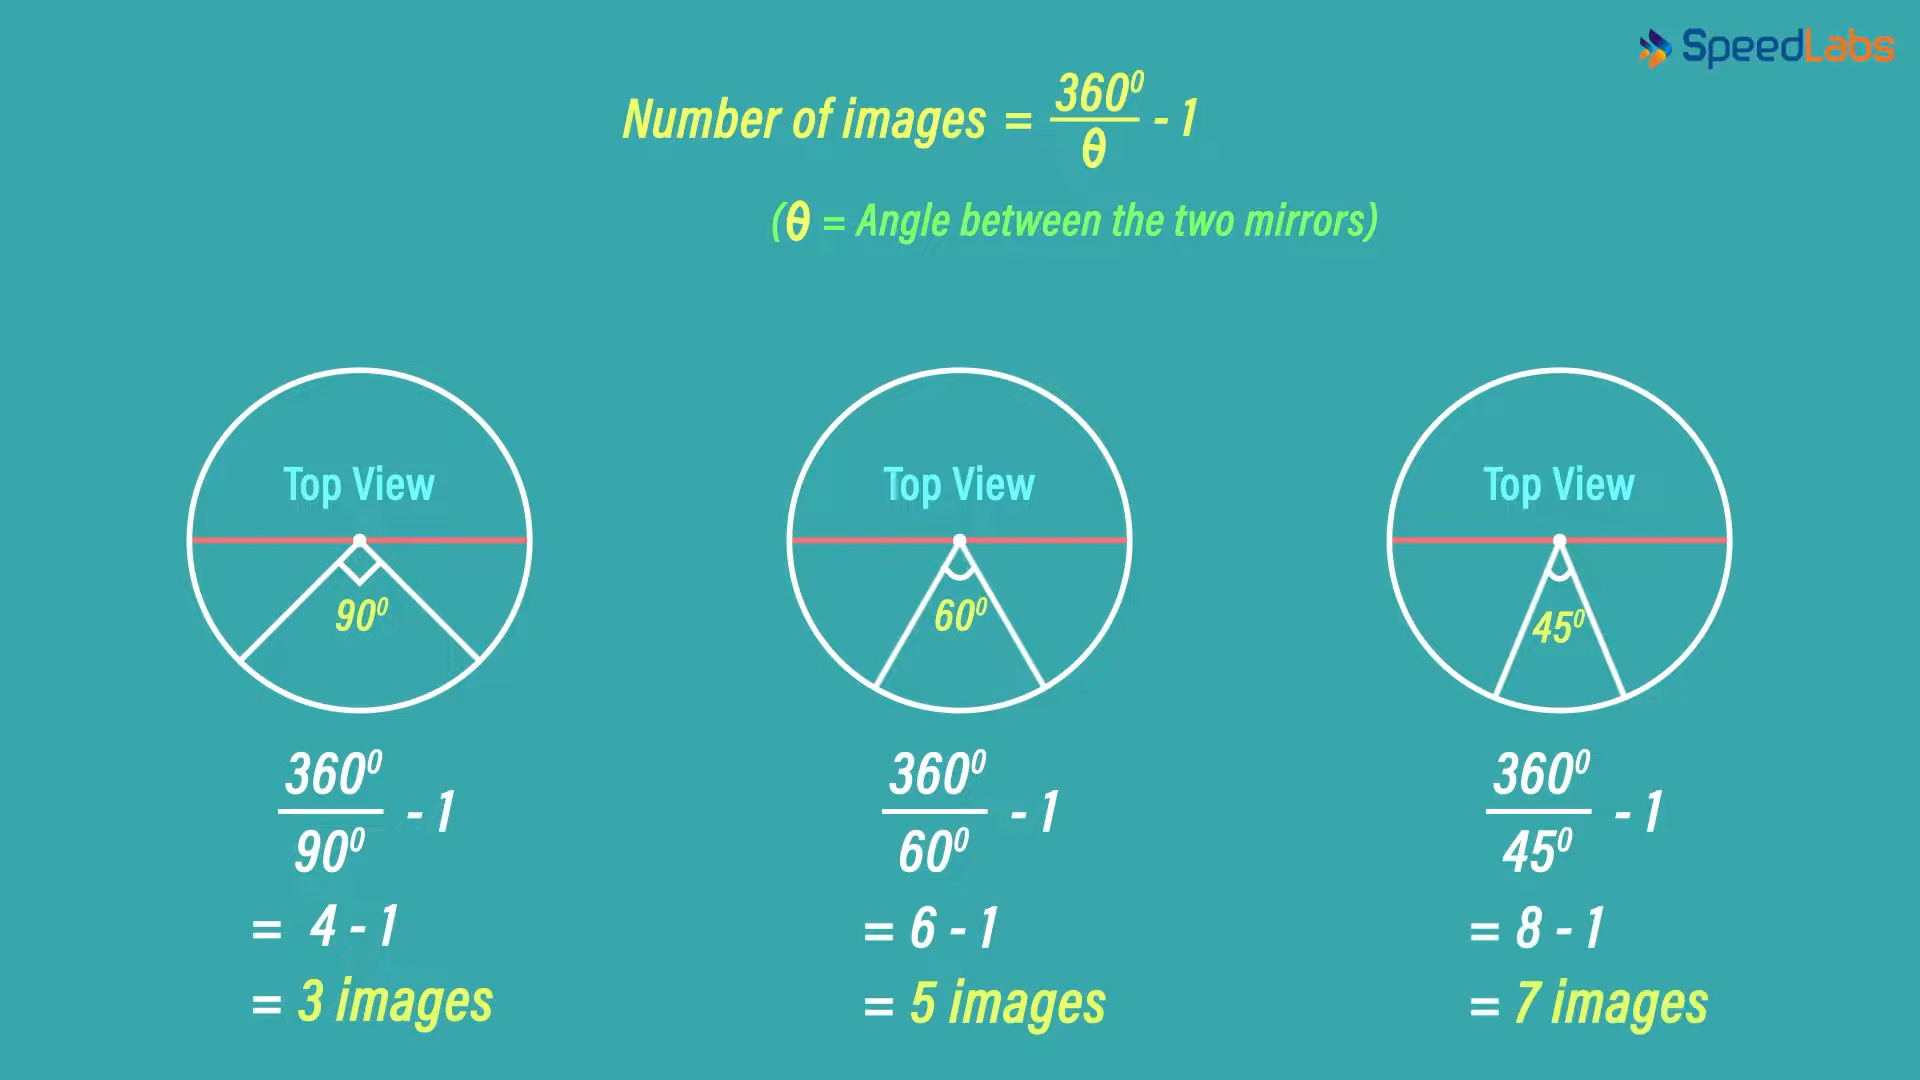 SpeedLabs
Number of images = 360⁰/θ - 1
(θ = Angle between the two mirrors)
Top View
90⁰
360⁰/90⁰ - 1
= 4 - 1
= 3 images
Top View
60⁰
360⁰/60⁰ - 1
= 6 - 1
= 5 images
Top View
45⁰
360⁰/45⁰ - 1
= 8 - 1
= 7 images